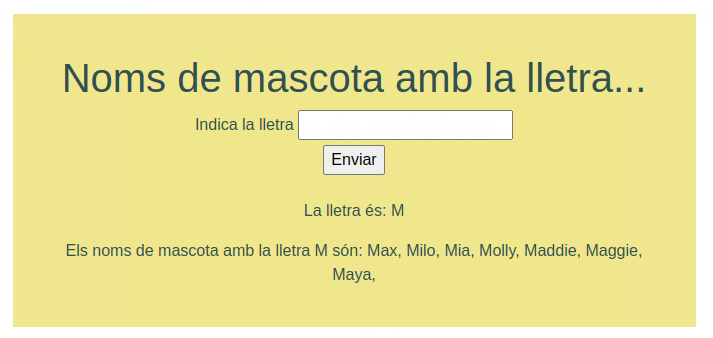 Noms de mascota amb la lletra...
Indica la lletra
Enviar
La lletra és: M
Els noms de mascota amb la lletra M són: Max, Milo, Mia, Molly, Maddie, Maggie,
Maya,